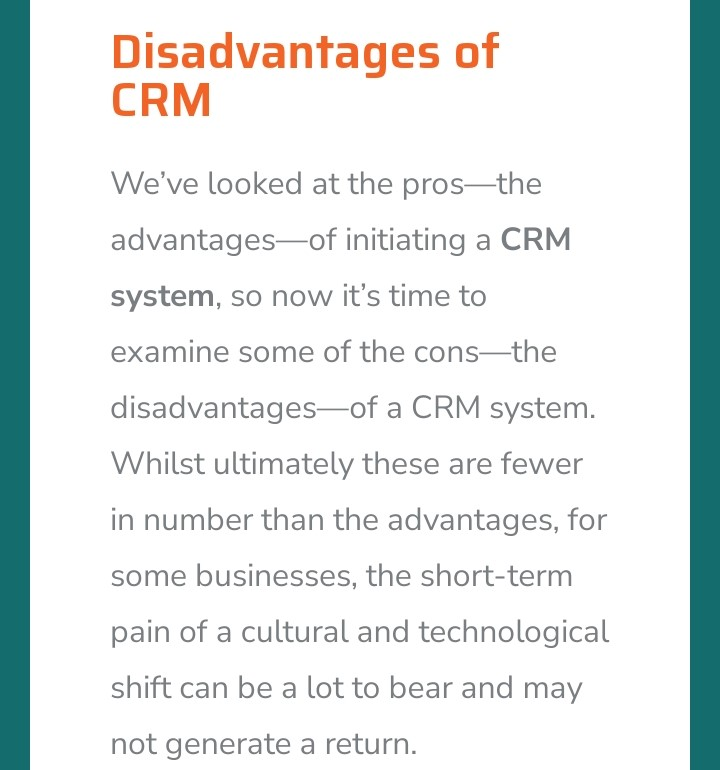 Disadvantages of
CRM
We’ve looked at the pros—the
advantages—of initiating a CRM
system, so now it’s time to
examine some of the cons—the
disadvantages—of a CRM system.
Whilst ultimately these are fewer
in number than the advantages, for
some businesses, the short-term
pain of a cultural and technological
shift can be a lot to bear and may
not generate a return.